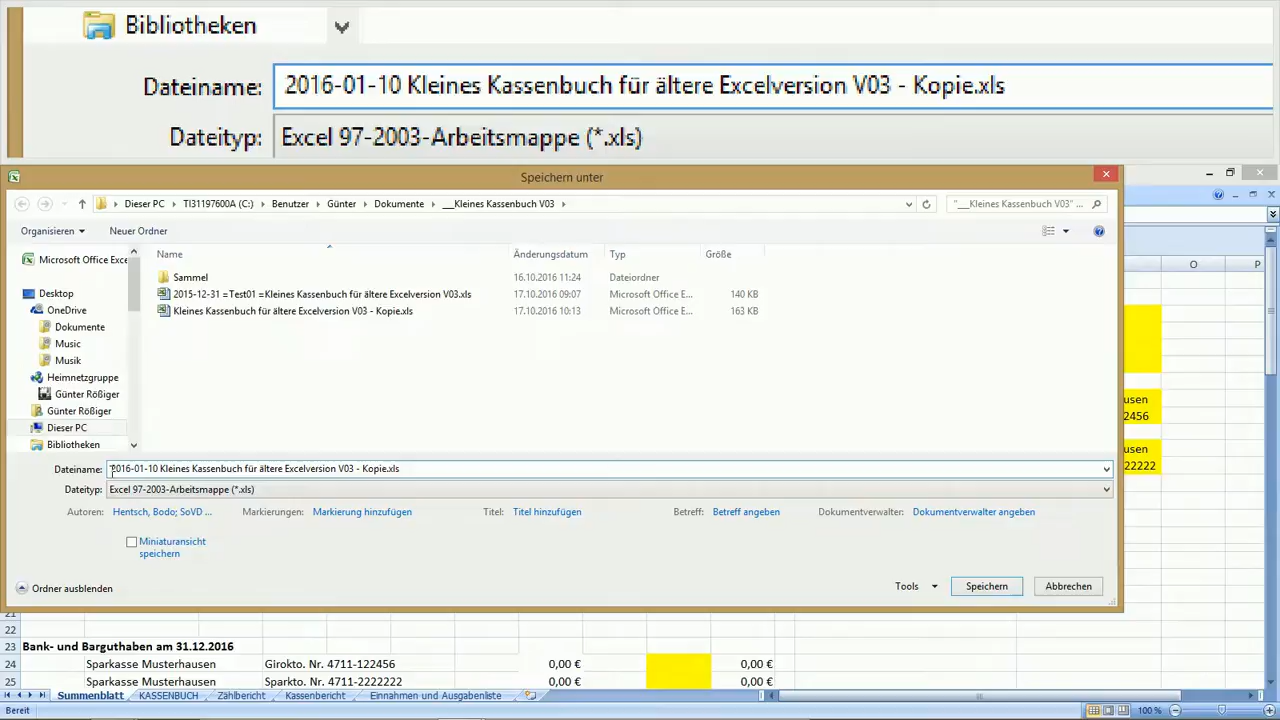 Bibliotheken
Dateiname: 2016-01-10 Kleines Kassenbuch für ältere Excelversion V03 - Kopie.xls
Dateityp: Excel 97-2003-Arbeitsmappe (*.xls)
Speichern unter
Dieser PC TI31197600A (C:) Benutzer Günter Dokumente __Kleines Kassenbuch V03 "__Kleines Kassenbuch V03" ...
Organisieren Neuer Ordner
Name Änderungsdatum Typ Größe
Microsoft Office Exce
O P
Sammel 16.10.2016 11:24 Dateiordner
Desktop 2015-12-31 =Test01 =Kleines Kassenbuch für ältere Excelversion V03.xls 17.10.2016 09:07 Microsoft Office E... 140 KB
OneDrive Kleines Kassenbuch für ältere Excelversion V03 - Kopie.xls 17.10.2016 10:13 Microsoft Office E... 163 KB
Dokumente
Music
Musik
Heimnetzgruppe
Günter Rößiger
Günter Rößiger
Dieser PC
Bibliotheken
usen
2456
usen
22222
Dateiname: 2016-01-10 Kleines Kassenbuch für ältere Excelversion V03 - Kopie.xls
Dateityp: Excel 97-2003-Arbeitsmappe (*.xls)
Autoren: Hentsch, Bodo; SoVD ... Markierungen: Markierung hinzufügen Titel: Titel hinzufügen Betreff: Betreff angeben Dokumentverwalter: Dokumentverwalter angeben
Miniaturansicht
speichern
Ordner ausblenden Tools Speichern Abbrechen
21
22
23 Bank- und Barguthaben am 31.12.2016
24 Sparkasse Musterhausen Girokto. Nr. 4711-122456 0,00 € 0,00 €
25 Sparkasse Musterhausen Sparkto. Nr. 4711-2222222 0,00 € 0,00 €
Summenblatt KASSENBUCH Zählbericht Kassenbericht Einnahmen und Ausgabenliste
Bereit 100 %